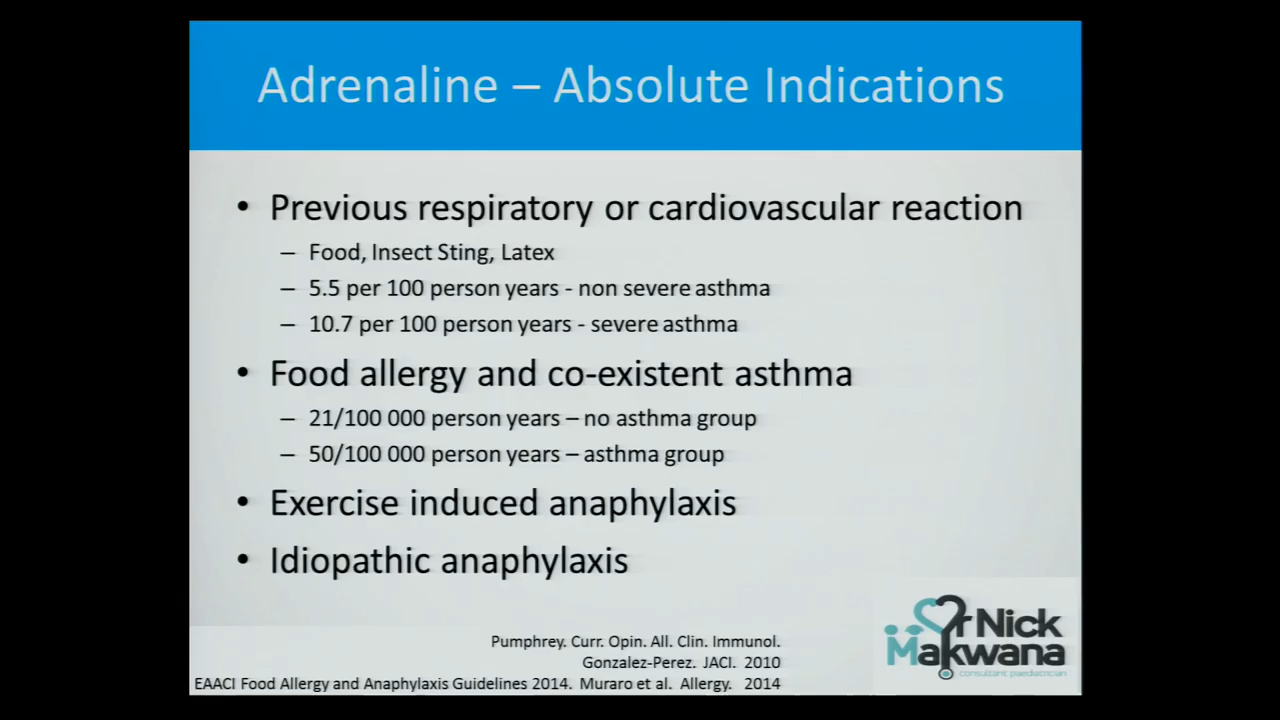 Adrenaline – Absolute Indications
• Previous respiratory or cardiovascular reaction
– Food, Insect Sting, Latex
– 5.5 per 100 person years - non severe asthma
– 10.7 per 100 person years - severe asthma
• Food allergy and co-existent asthma
– 21/100 000 person years – no asthma group
– 50/100 000 person years – asthma group
• Exercise induced anaphylaxis
• Idiopathic anaphylaxis
Pumphrey. Curr. Opin. All. Clin. Immunol.
Gonzalez-Perez. JACI. 2010
EAACI Food Allergy and Anaphylaxis Guidelines 2014. Muraro et al. Allergy. 2014
Dr Nick
Makwana
consultant paediatrician